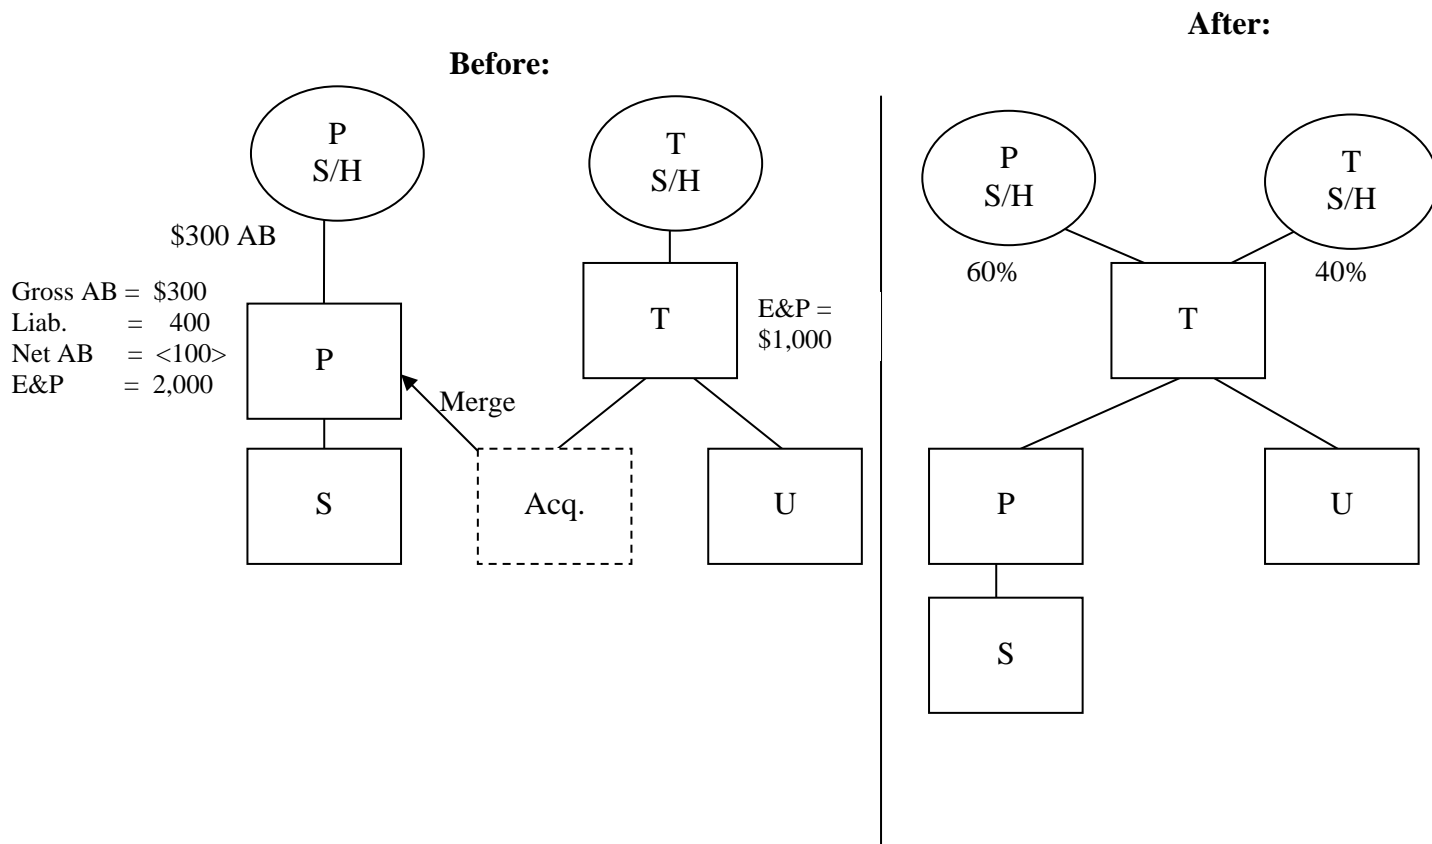 After:
Before:
P
S/H
T
S/H
P
S/H
T
S/H
$300 AB
60%
40%
Gross AB = $300
Liab. = 400
Net AB = <100>
E&P = 2,000
P
T
E&P =
$1,000
T
Merge
S
Acq.
U
P
U
S